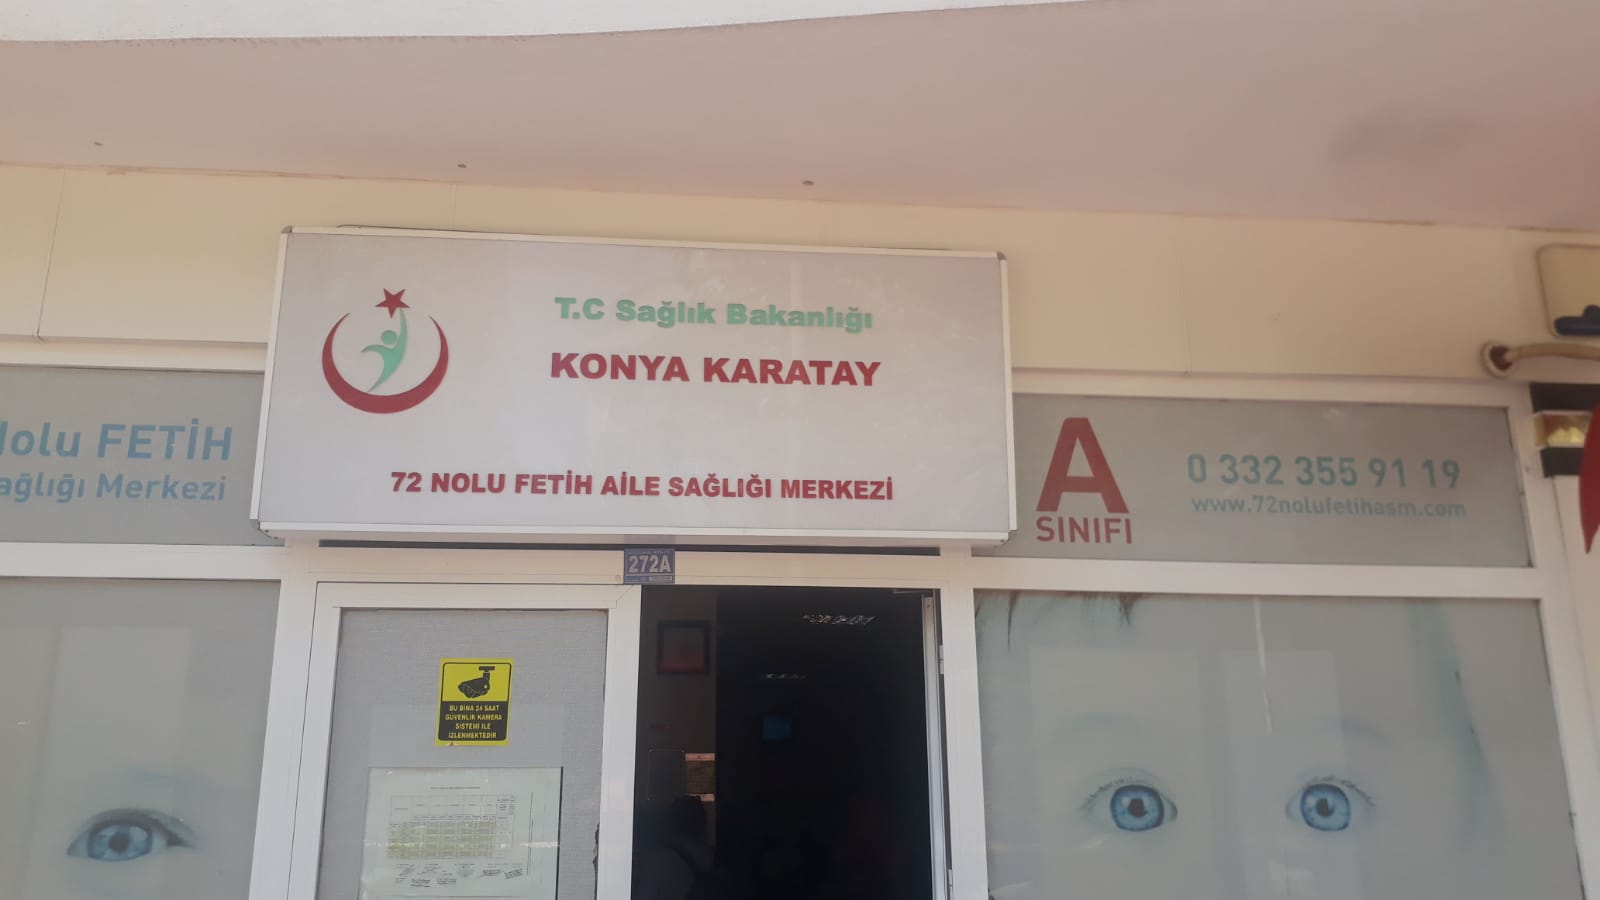 T.C Sağlık Bakanlığı
KONYA KARATAY
72 NOLU FETİH AİLE SAĞLIĞI MERKEZİ
Nolu FETİH
Sağlığı Merkezi
A
SINIFI
0 332 355 91 19
www.72nolufetihasm.com
272A
BU BİNA 24 SAAT
GÜVENLİK KAMERA
SİSTEMİ İLE
İZLENMEKTEDİR